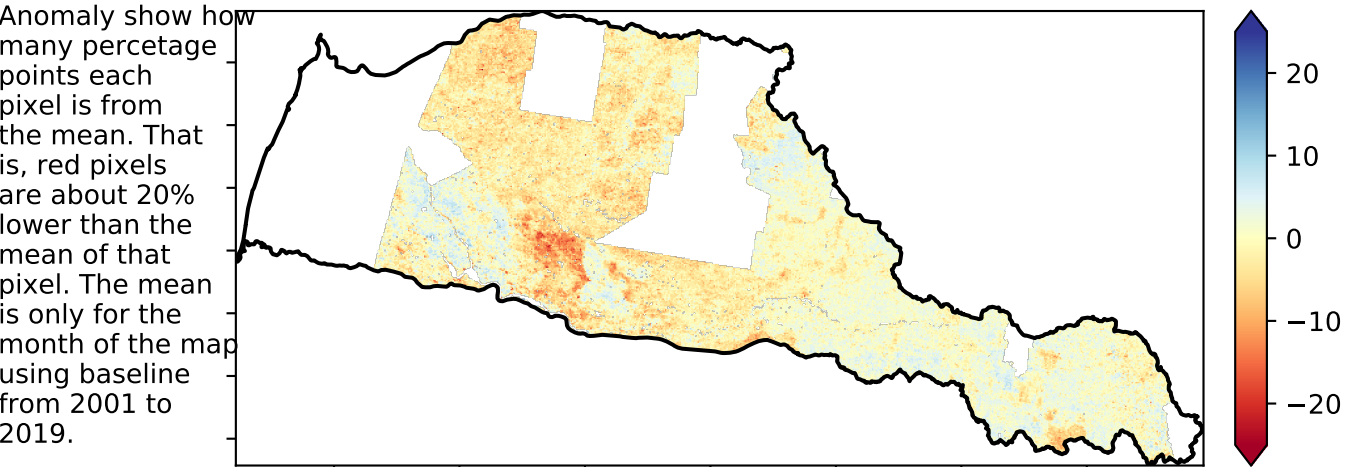 Anomaly show how
many percetage
points each
pixel is from
the mean. That
is, red pixels
are about 20%
lower than the
mean of that
pixel. The mean
is only for the
month of the map
using baseline
from 2001 to
2019.
20
10
0
−10
−20